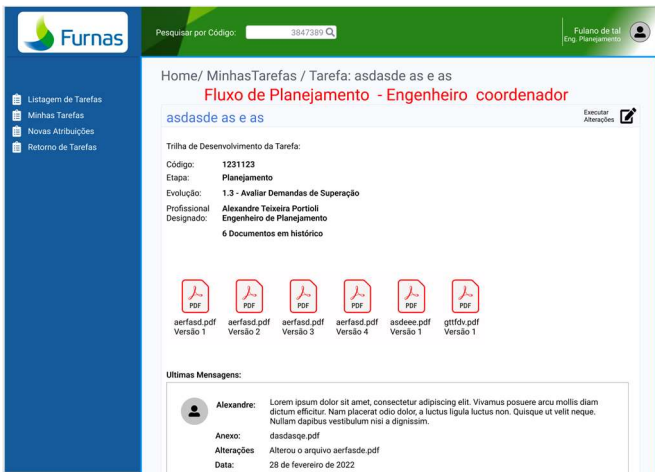 Furnas
Pesquisar por Código: 3847389
Fulano de tal
Eng. Planejamento
Listagem de Tarefas
Minhas Tarefas
Novas Atribuições
Retorno de Tarefas
Home/ MinhasTarefas / Tarefa: asdasde as e as
Fluxo de Planejamento - Engenheiro coordenador
asdasde as e as
Executar
Alterações
Trilha de Desenvolvimento da Tarefa:
Código: 1231123
Etapa: Planejamento
Evolução: 1.3 - Avaliar Demandas de Superação
Profissional Alexandre Teixeira Portioli
Designado: Engenheiro de Planejamento
6 Documentos em histórico
PDF PDF PDF PDF PDF PDF
aerfasd.pdf aerfasd.pdf aerfasd.pdf aerfasd.pdf asdeee.pdf gttfdv.pdf
Versão 1 Versão 2 Versão 3 Versão 4 Versão 1 Versão 1
Ultimas Mensagens:
Alexandre: Lorem ipsum dolor sit amet, consectetur adipiscing elit. Vivamus posuere arcu mollis diam
dictum efficitur. Nam placerat odio dolor, a luctus ligula luctus non. Quisque ut velit neque.
Nullam dapibus vestibulum nisi a dignissim.
Anexo: dasdasqe.pdf
Alterações Alterou o arquivo aerfasde.pdf
Data: 28 de fevereiro de 2022